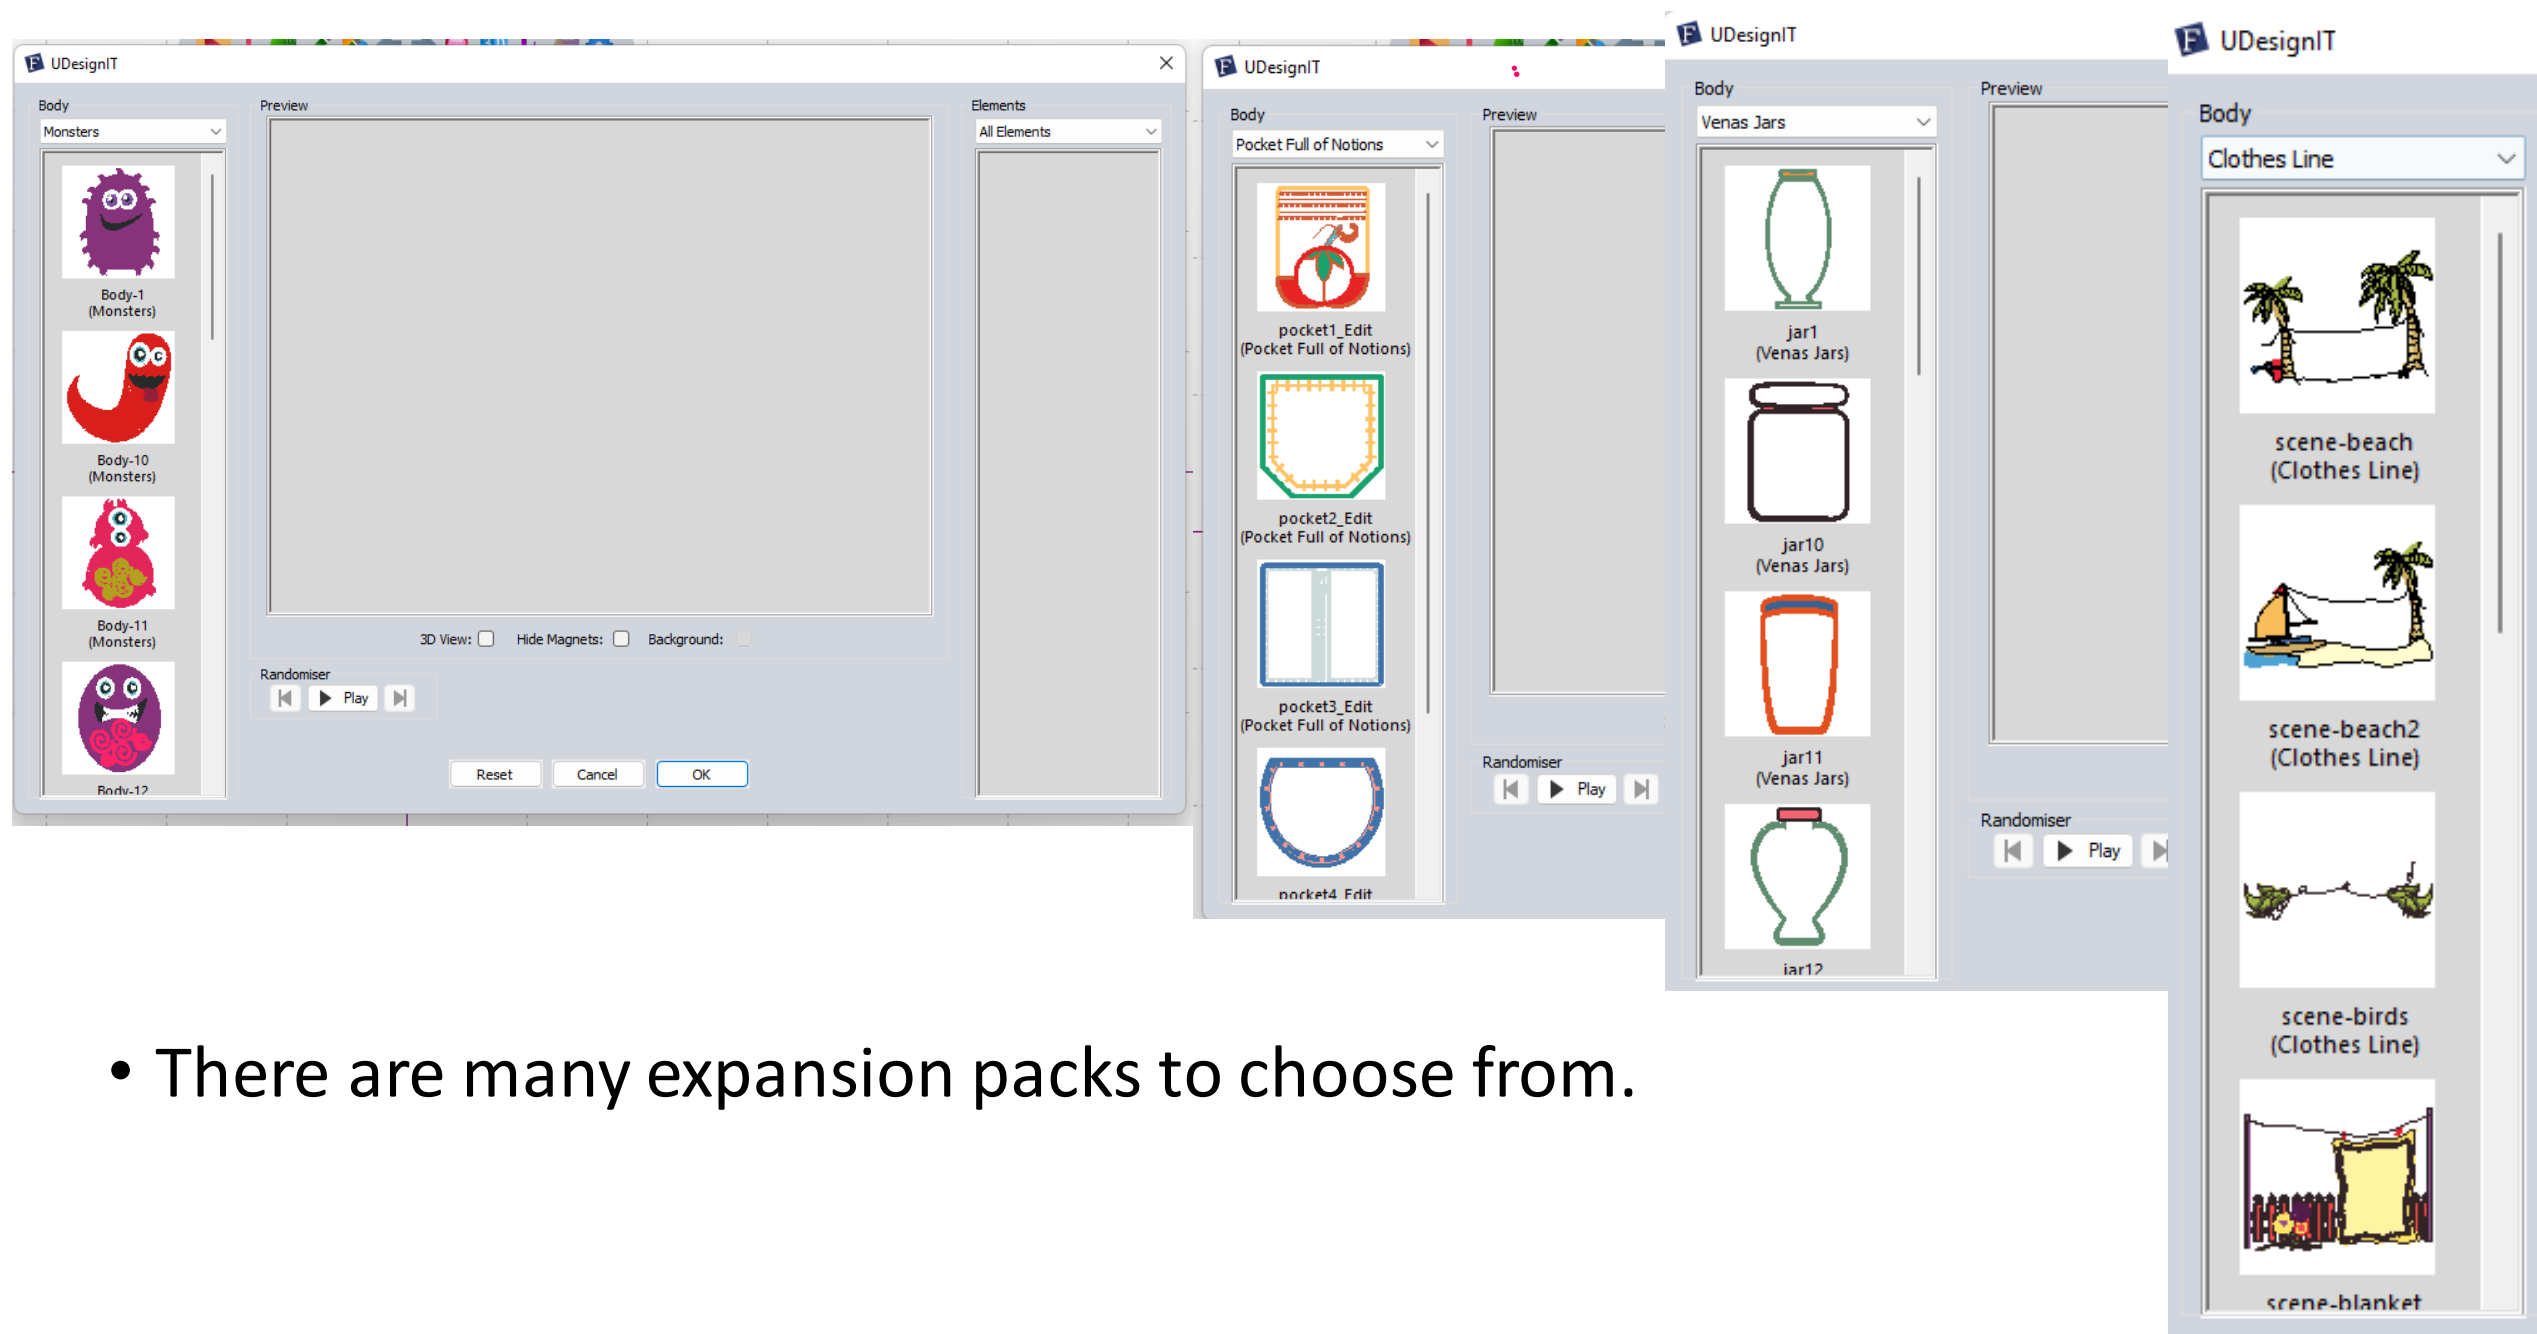 UDesignIT
Body
Preview
Elements
Monsters
All Elements
Body-1
(Monsters)
Body-10
(Monsters)
Body-11
(Monsters)
Body-12
3D View:
Hide Magnets:
Background:
Randomiser
Play
Reset
Cancel
OK
UDesignIT
Body
Preview
Pocket Full of Notions
pocket1_Edit
(Pocket Full of Notions)
pocket2_Edit
(Pocket Full of Notions)
pocket3_Edit
(Pocket Full of Notions)
pocket4_Edit
Randomiser
Play
UDesignIT
Body
Preview
Venas Jars
jar1
(Venas Jars)
jar10
(Venas Jars)
jar11
(Venas Jars)
jar12
Randomiser
Play
UDesignIT
Body
Clothes Line
scene-beach
(Clothes Line)
scene-beach2
(Clothes Line)
scene-birds
(Clothes Line)
scene-blanket
• There are many expansion packs to choose from.